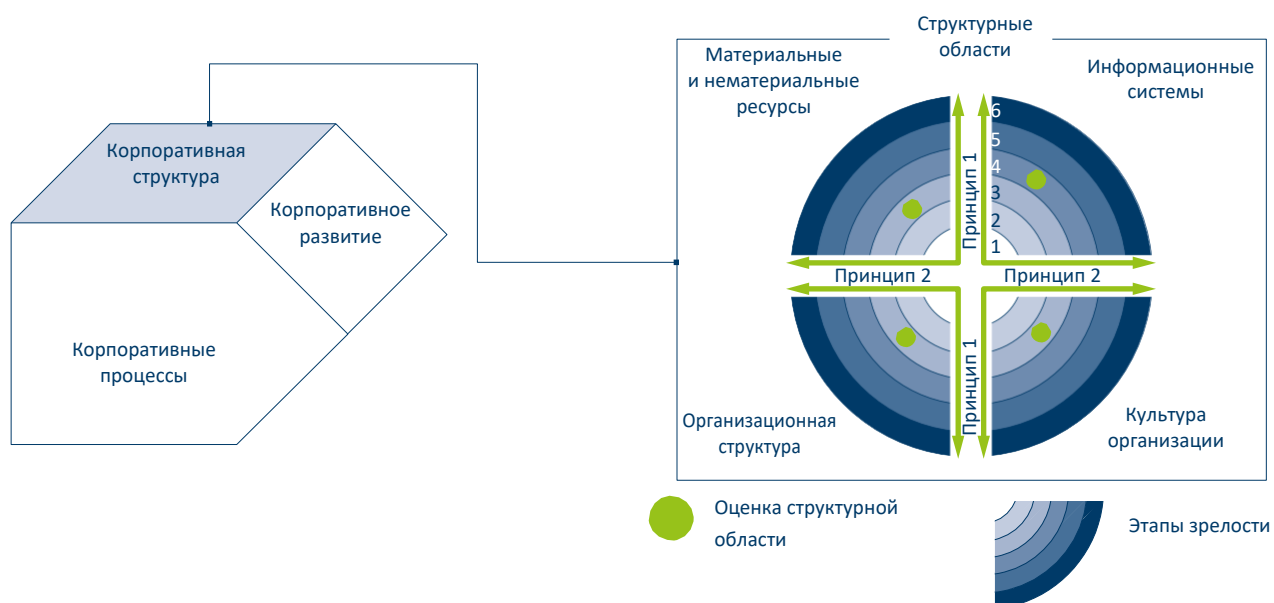 Корпоративная
структура
Корпоративное
развитие
Корпоративные
процессы
Структурные
области
Материальные
и нематериальные
ресурсы
Информационные
системы
6
5
4
3
2
1
Принцип 1
Принцип 2
Принцип 2
Принцип 1
Организационная
структура
Культура
организации
Оценка структурной
области
Этапы зрелости